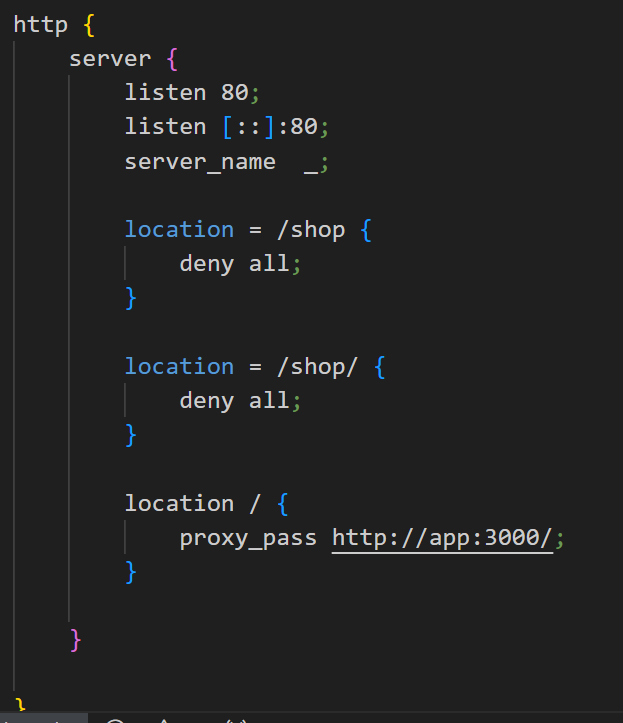 http {
server {
listen 80;
listen [::]:80;
server_name  _;
location = /shop {
deny all;
}
location = /shop/ {
deny all;
}
location / {
proxy_pass http://app:3000/;
}
}
}